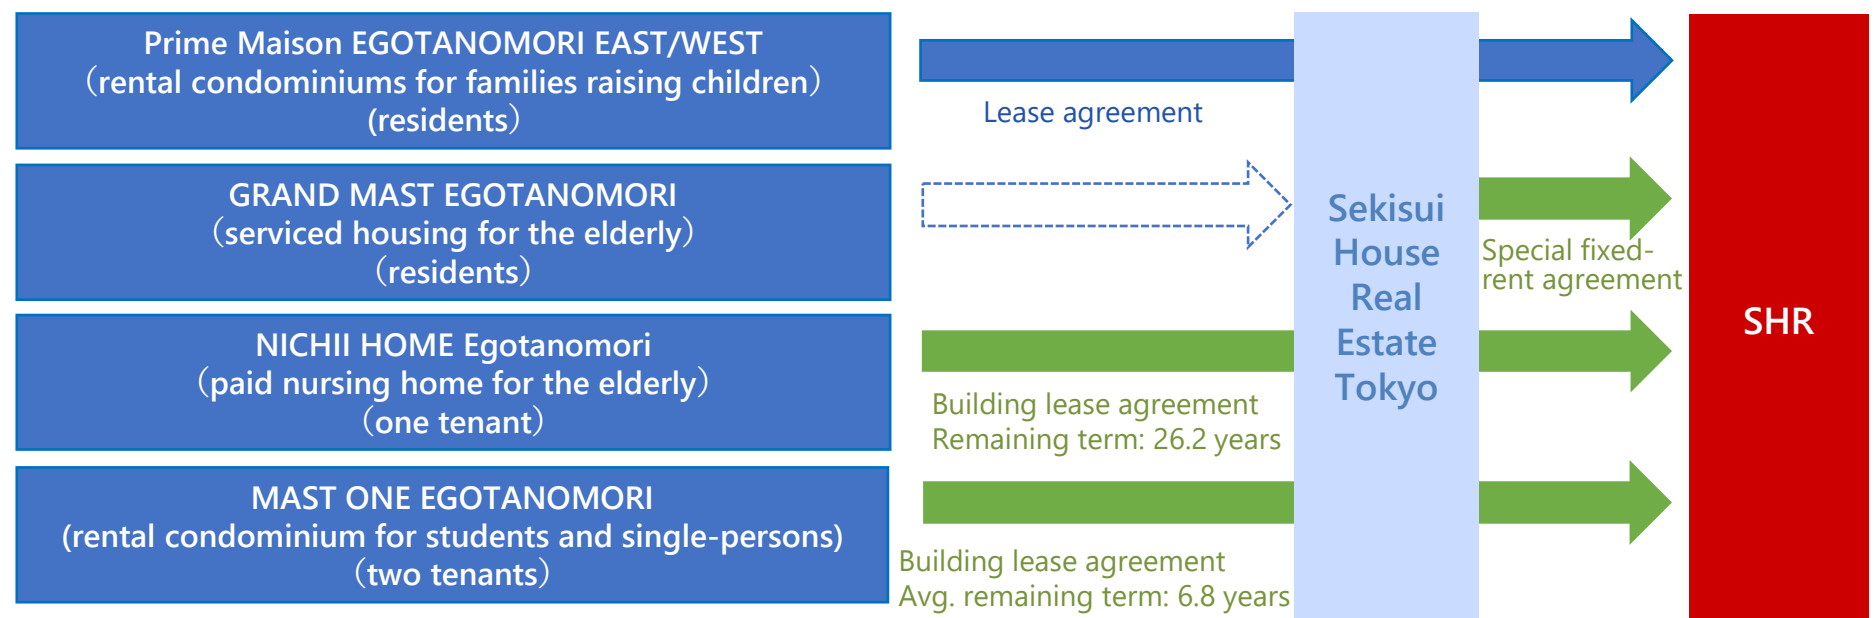 Prime Maison EGOTANOMORI EAST/WEST
（rental condominiums for families raising children）
(residents）
Lease agreement
GRAND MAST EGOTANOMORI
（serviced housing for the elderly）
（residents）
Special fixed-
rent agreement
NICHII HOME Egotanomori
（paid nursing home for the elderly）
（one tenant）
Building lease agreement
Remaining term: 26.2 years
MAST ONE EGOTANOMORI
(rental condominium for students and single-persons)
（two tenants）
Building lease agreement
Avg. remaining term: 6.8 years
Sekisui
House
Real
Estate
Tokyo
SHR